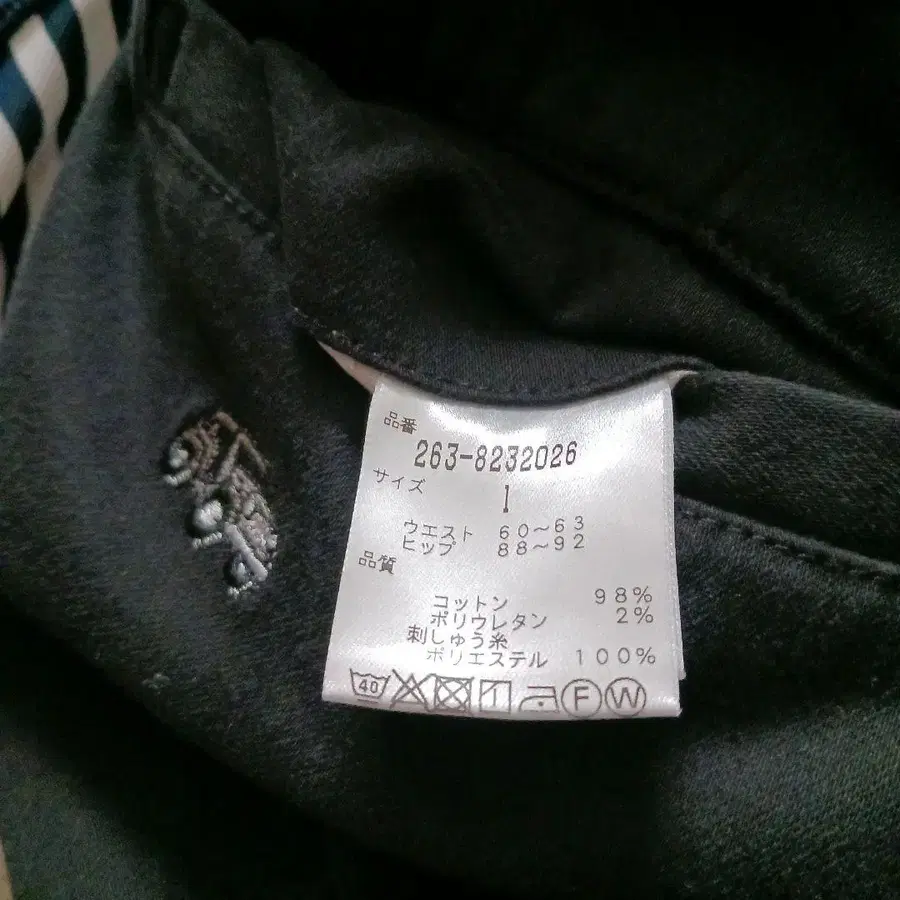 品番
263-8232026
サイズ
1
ウエスト 60〜63
ヒップ 88〜92
品質
コットン 98%
ポリウレタン 2%
刺しゅう糸
ポリエステル 100%
40 F W